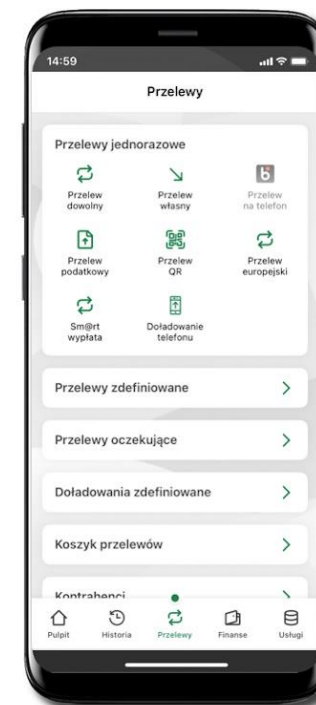 14:59
Przelewy
Przelewy jednorazowe
Przelew
dowolny
Przelew
własny
Przelew
na telefon
Przelew
podatkowy
Przelew
QR
Przelew
europejski
Sm@rt
wypłata
Doładowanie
telefonu
Przelewy zdefiniowane
Przelewy oczekujące
Doładowania zdefiniowane
Koszyk przelewów
Kontrahenci
Pulpit
Historia
Przelewy
Finanse
Usługi